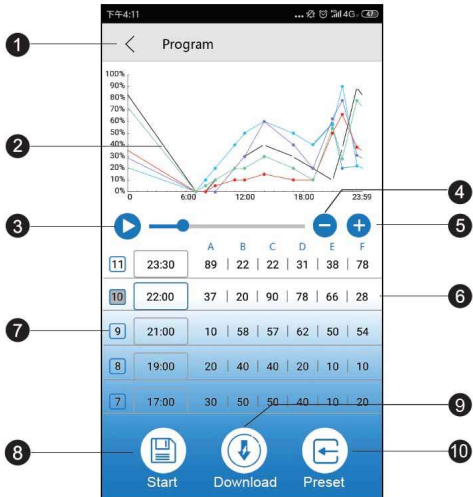 下午4:11 ... 4G 47
1 Program
100%
90%
80%
70%
60%
50%
40%
30%
20%
10%
0%
0 6:00 12:00 18:00 23:59
2
3
4
5
A B C D E F
11 23:30 89 | 22 | 22 | 31 | 38 | 78
10 22:00 37 | 20 | 90 | 78 | 66 | 28 6
7 9 21:00 10 | 58 | 57 | 62 | 50 | 54
8 19:00 20 | 40 | 40 | 20 | 10 | 10
7 17:00 30 | 50 | 50 | 40 | 10 | 20
9
8 10
Start Download Preset